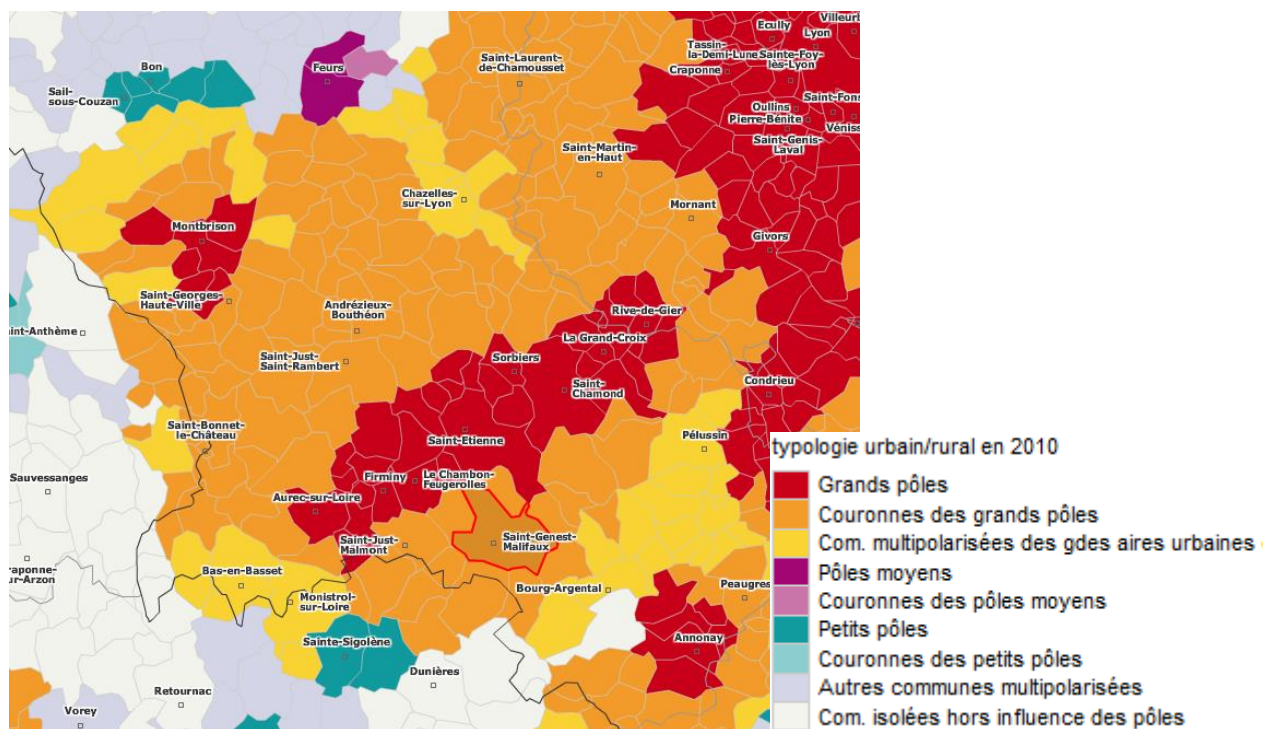 Villeurb
Ecully
Lyon
Tassin-
la-Demi-Lune
Sainte-Foy-
lès-Lyon
Craponne
Saint-Laurent-
de-Chamousset
Feurs
Bon
Sail-
sous-Couzan
Oullins
Saint-Fons
Pierre-Bénite
Véniss
Saint-Genis-
Laval
Saint-Martin-
en-Haut
Chazelles-
sur-Lyon
Mornant
Montbrison
Givors
Saint-Georges-
Haute-Ville
Andrézieux-
Bouthéon
Rive-de-Gier
aint-Anthème
La Grand-Croix
Saint-Just-
Saint-Rambert
Sorbiers
Saint-
Chamond
Condrieu
Saint-Bonnet-
le-Château
Saint-Etienne
Pélussin
Sauvessanges
Firminy
Le Chambon-
Feugerolles
Aurec-sur-Loire
Saint-Just-
Malmont
Saint-Genest-
Malifaux
raponne-
ur-Arzon
Bas-en-Basset
Bourg-Argental
Peaugres
Monistrol-
sur-Loire
Sainte-Sigolène
Annonay
Dunières
Retournac
Vorey
typologie urbain/rural en 2010
Grands pôles
Couronnes des grands pôles
Com. multipolarisées des gdes aires urbaines
Pôles moyens
Couronnes des pôles moyens
Petits pôles
Couronnes des petits pôles
Autres communes multipolarisées
Com. isolées hors influence des pôles